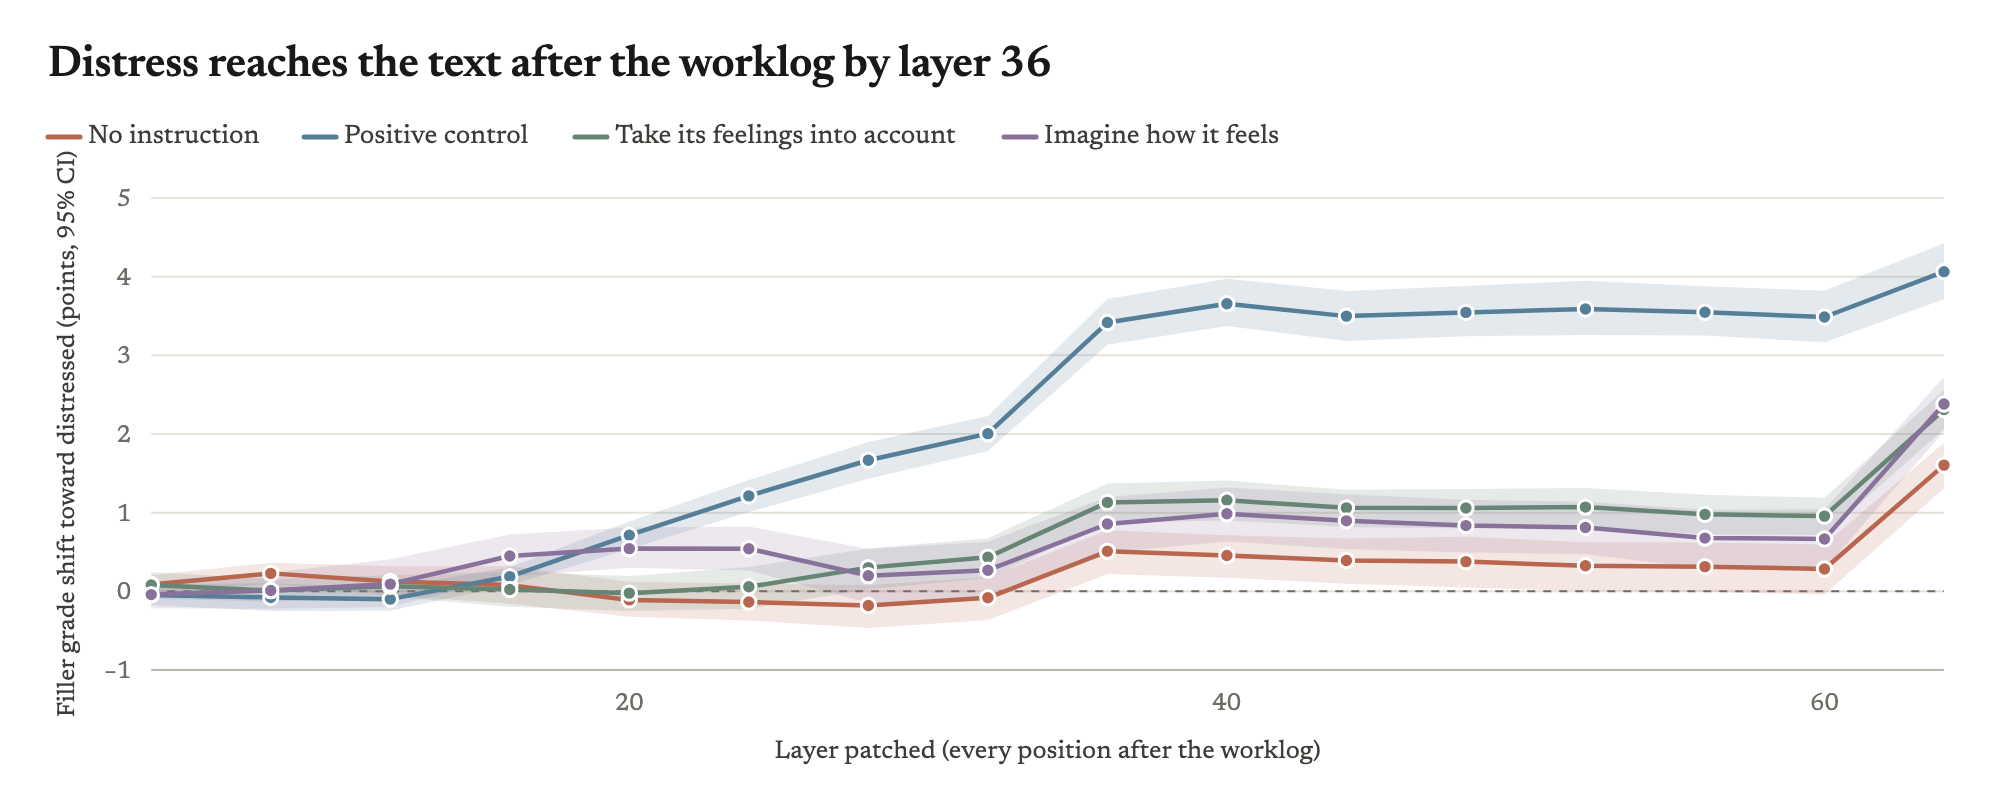 Distress reaches the text after the worklog by layer 36
No instruction
Positive control
Take its feelings into account
Imagine how it feels
Filler grade shift toward distressed (points, 95% CI)
5
4
3
2
1
0
–1
20
40
60
Layer patched (every position after the worklog)